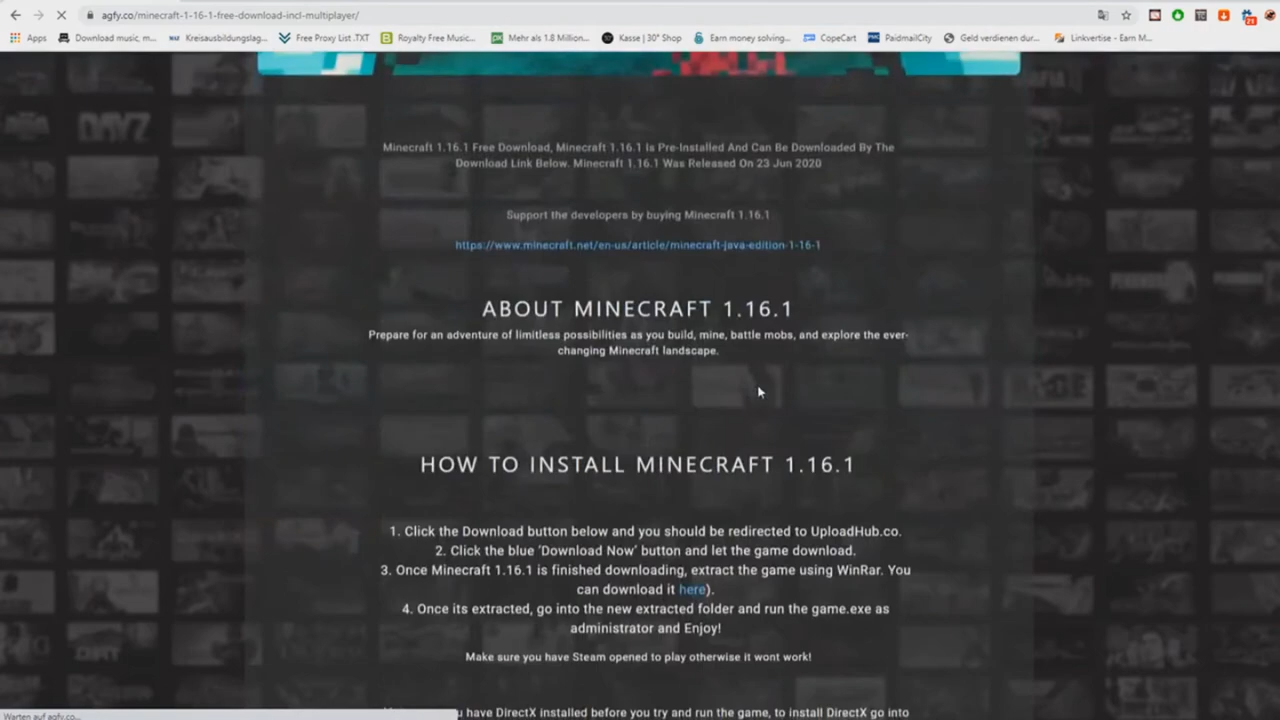 agfy.co/minecraft-1-16-1-free-download-incl-multiplayer/
21
Apps Download music, m... Kreisausbildungslag... Free Proxy List .TXT Royalty Free Music... Mehr als 1.8 Million... Kasse | 30° Shop Earn money solving... CopeCart PaidmailCity Geld verdienen dur... Linkvertise - Earn M...
DAYZ
Minecraft 1.16.1 Free Download, Minecraft 1.16.1 Is Pre-Installed And Can Be Downloaded By The
Download Link Below. Minecraft 1.16.1 Was Released On 23 Jun 2020
Support the developers by buying Minecraft 1.16.1
https://www.minecraft.net/en-us/article/minecraft-java-edition-1-16-1
ABOUT MINECRAFT 1.16.1
Prepare for an adventure of limitless possibilities as you build, mine, battle mobs, and explore the ever-
changing Minecraft landscape.
HOW TO INSTALL MINECRAFT 1.16.1
1. Click the Download button below and you should be redirected to UploadHub.co.
2. Click the blue ‘Download Now’ button and let the game download.
3. Once Minecraft 1.16.1 is finished downloading, extract the game using WinRar. You
can download it here).
4. Once its extracted, go into the new extracted folder and run the game.exe as
administrator and Enjoy!
Make sure you have Steam opened to play otherwise it wont work!
have DirectX installed before you try and run the game, to install DirectX go into
Warten auf agfy.co...